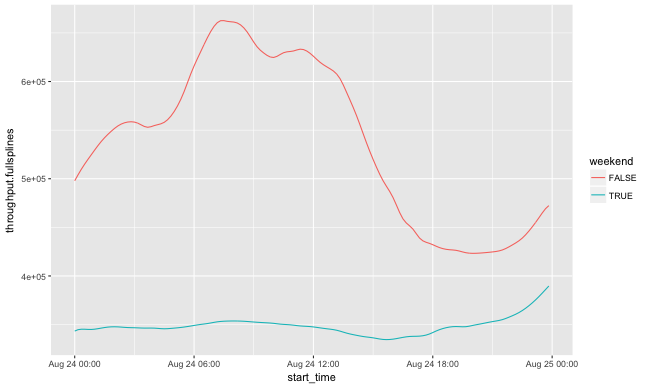 throughput.fullsplines
6e+05
5e+05
4e+05
Aug 24 00:00 Aug 24 06:00 Aug 24 12:00 Aug 24 18:00 Aug 25 00:00
start_time
weekend
FALSE
TRUE